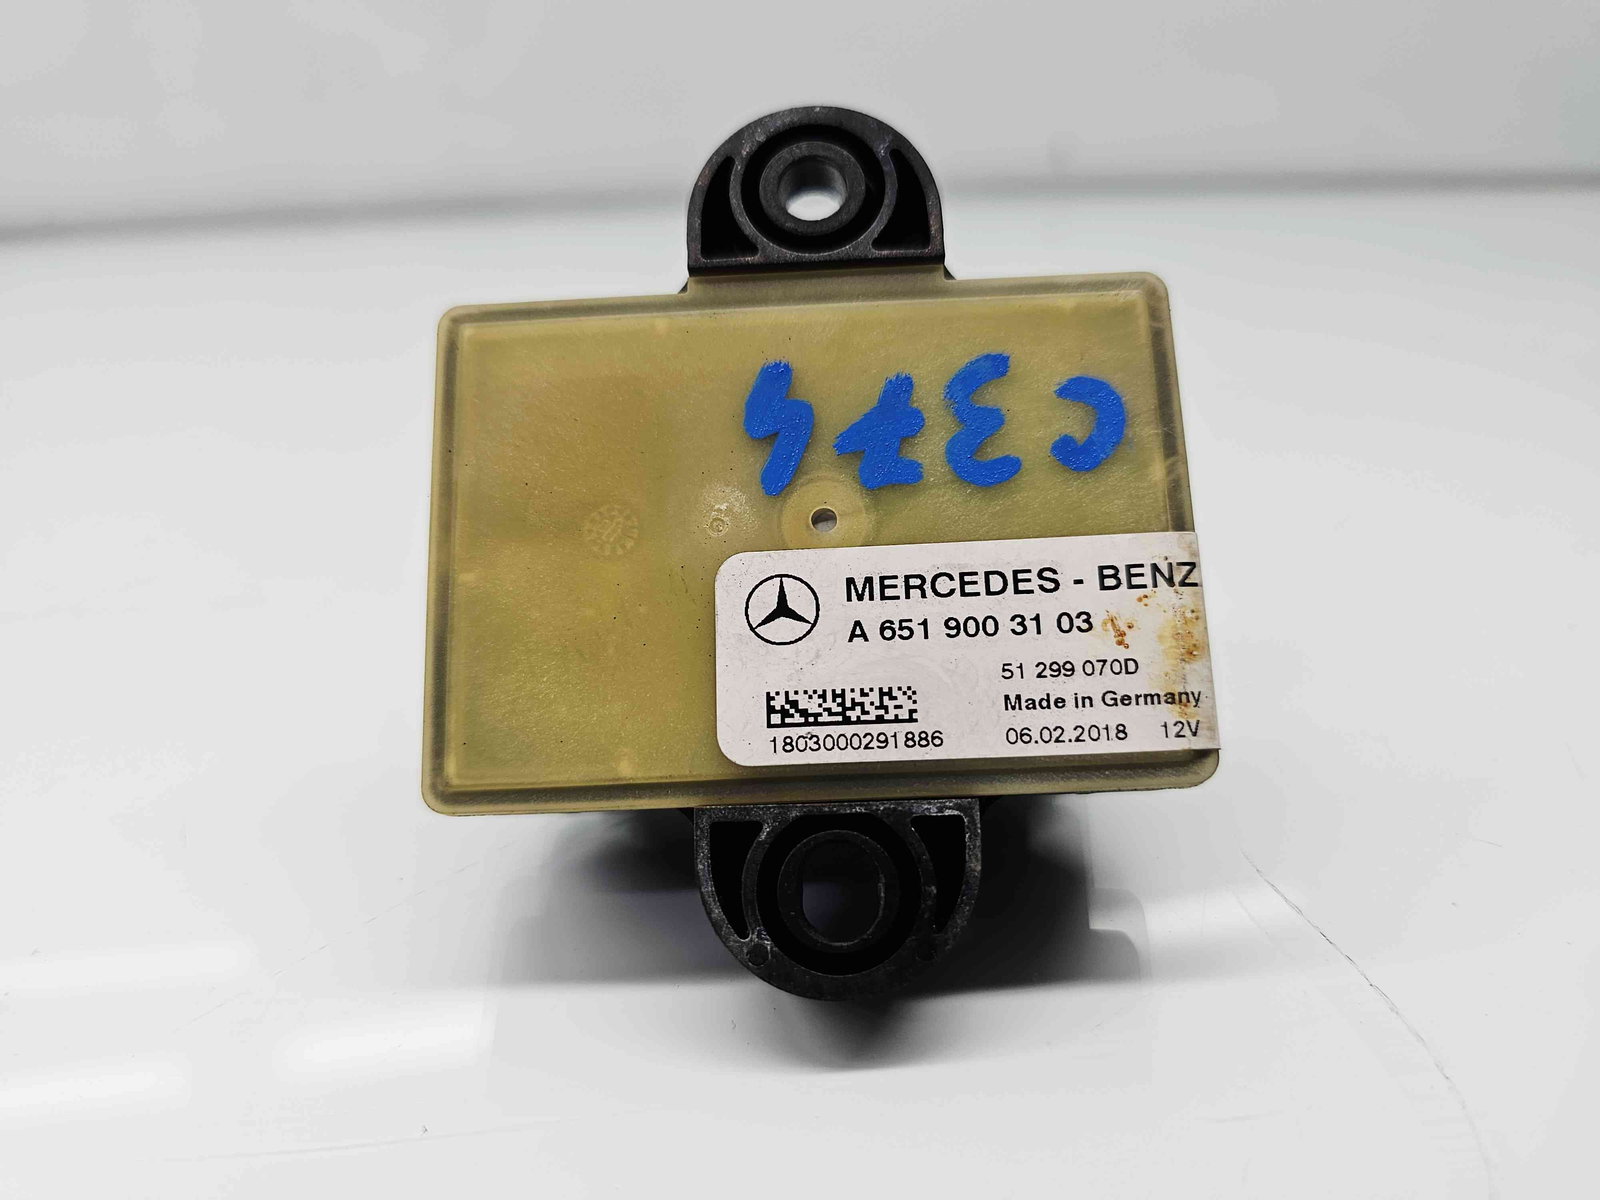 C374
MERCEDES - BENZ
A 651 900 31 03
51 299 070D
Made in Germany
1803000291886
06.02.2018 12V